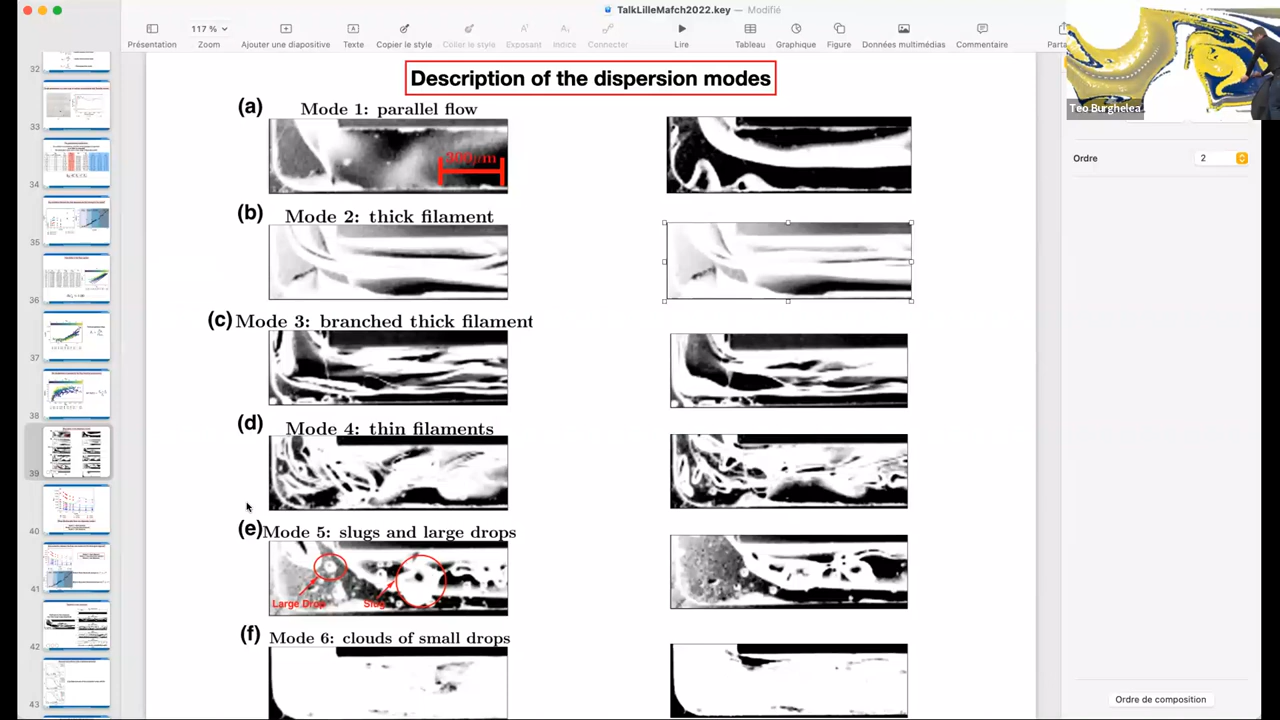 TalkLilleMafch2022.key — Modifié
117 %
Présentation
Zoom
Ajouter une diapositive
Texte
Copier le style
Coller le style
Exposant
Indice
Connecter
Lire
Tableau
Graphique
Figure
Données multimédias
Commentaire
Teo Burghelea
Ordre
2
32
33
34
35
36
37
38
39
40
41
42
43
Description of the dispersion modes
(a) Mode 1: parallel flow
300μm
(b) Mode 2: thick filament
(c) Mode 3: branched thick filament
(d) Mode 4: thin filaments
(e) Mode 5: slugs and large drops
Large Drop
Slug
(f) Mode 6: clouds of small drops
Ordre de composition